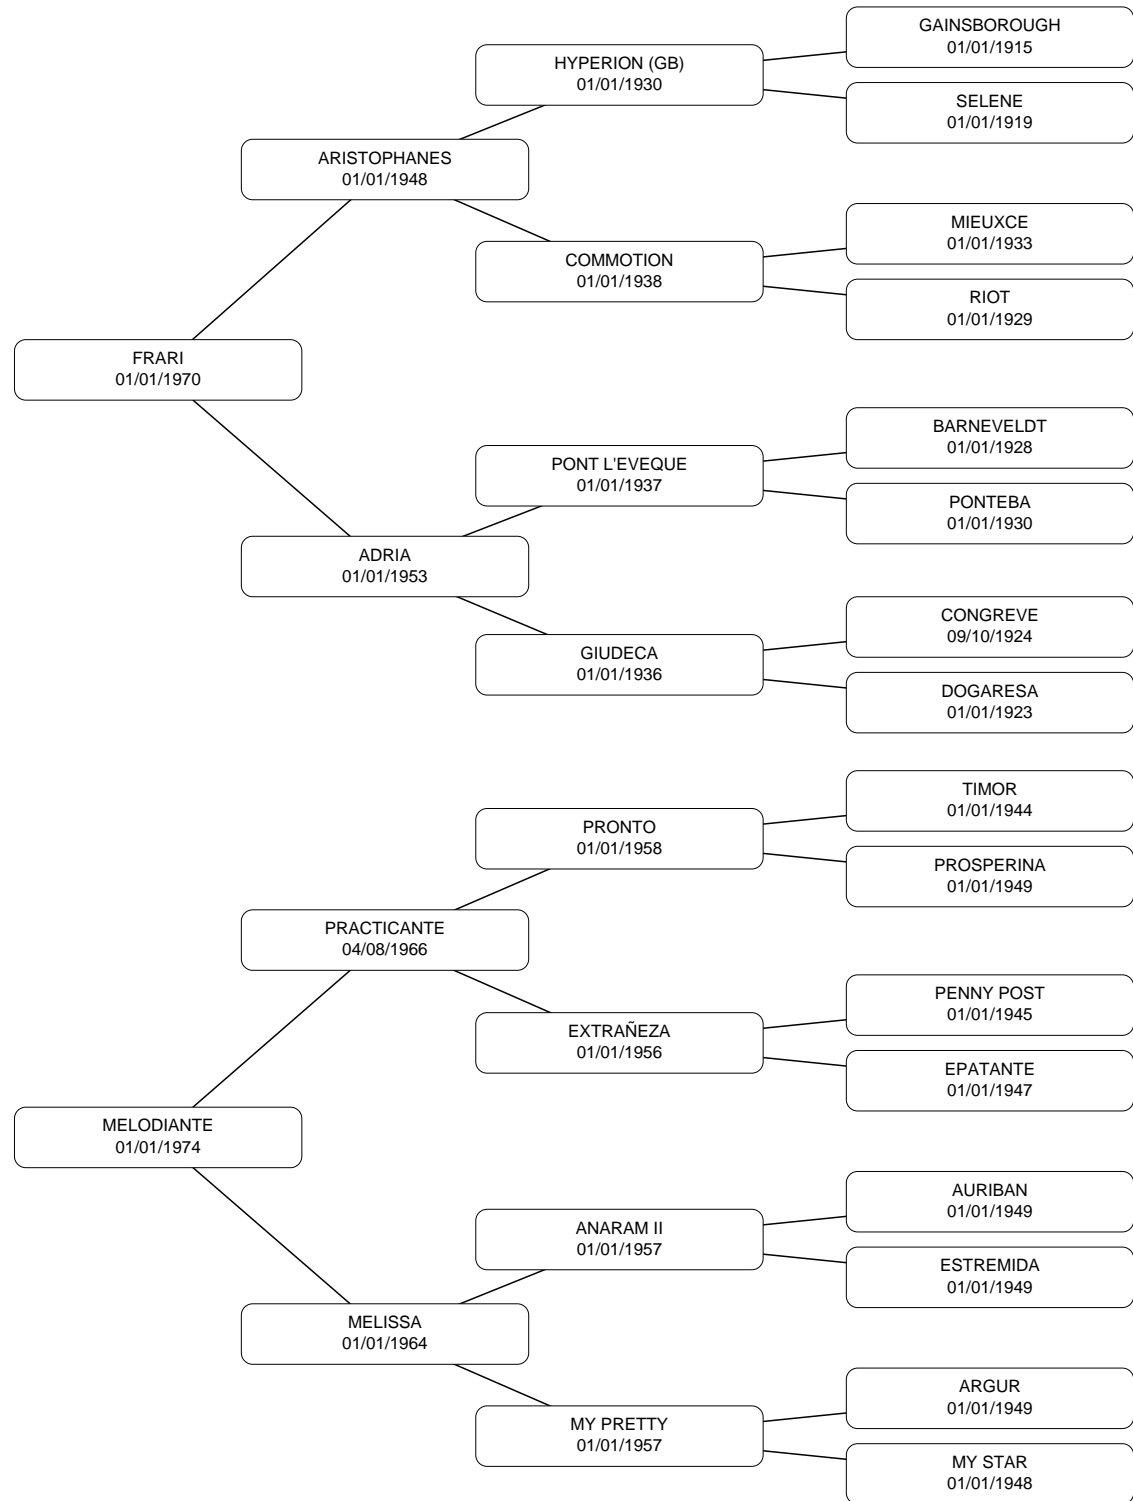 GAINSBOROUGH
01/01/1915
HYPERION (GB)
01/01/1930
SELENE
01/01/1919
ARISTOPHANES
01/01/1948
MIEUXCE
01/01/1933
COMMOTION
01/01/1938
RIOT
01/01/1929
FRARI
01/01/1970
BARNEVELDT
01/01/1928
PONT L'EVEQUE
01/01/1937
PONTEBA
01/01/1930
ADRIA
01/01/1953
CONGREVE
09/10/1924
GIUDECA
01/01/1936
DOGARESA
01/01/1923
TIMOR
01/01/1944
PRONTO
01/01/1958
PROSPERINA
01/01/1949
PRACTICANTE
04/08/1966
PENNY POST
01/01/1945
EXTRAÑEZA
01/01/1956
EPATANTE
01/01/1947
MELODIANTE
01/01/1974
AURIBAN
01/01/1949
ANARAM II
01/01/1957
ESTREMIDA
01/01/1949
MELISSA
01/01/1964
ARGUR
01/01/1949
MY PRETTY
01/01/1957
MY STAR
01/01/1948